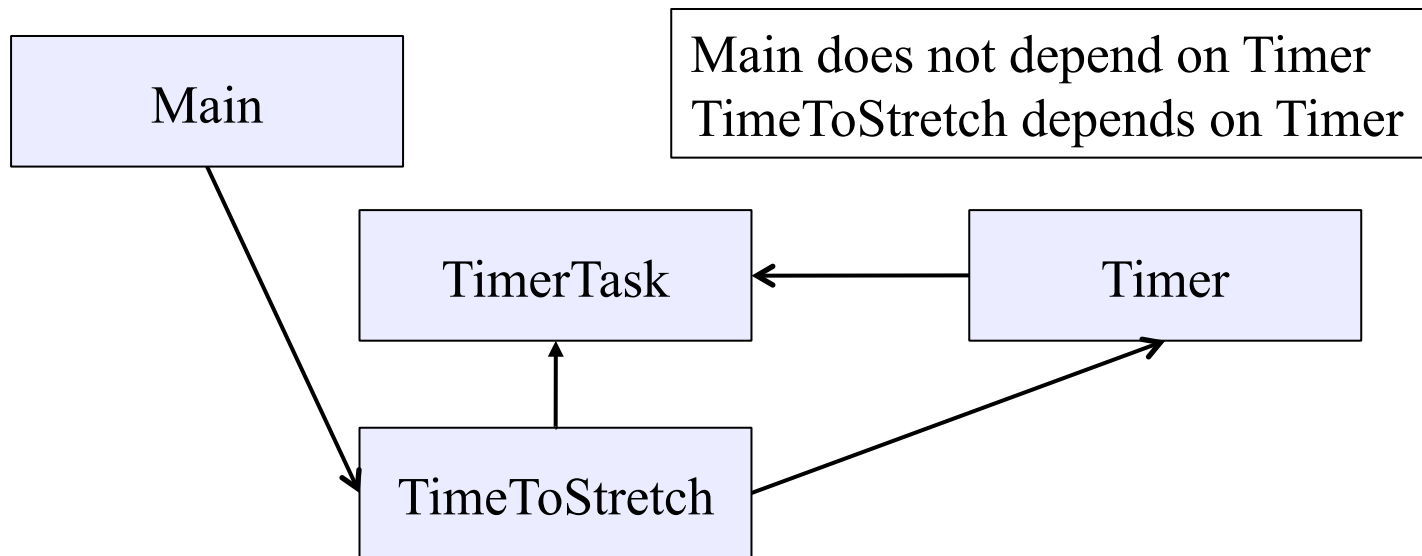 Main does not depend on Timer
TimeToStretch depends on Timer
Main
TimerTask
Timer
TimeToStretch